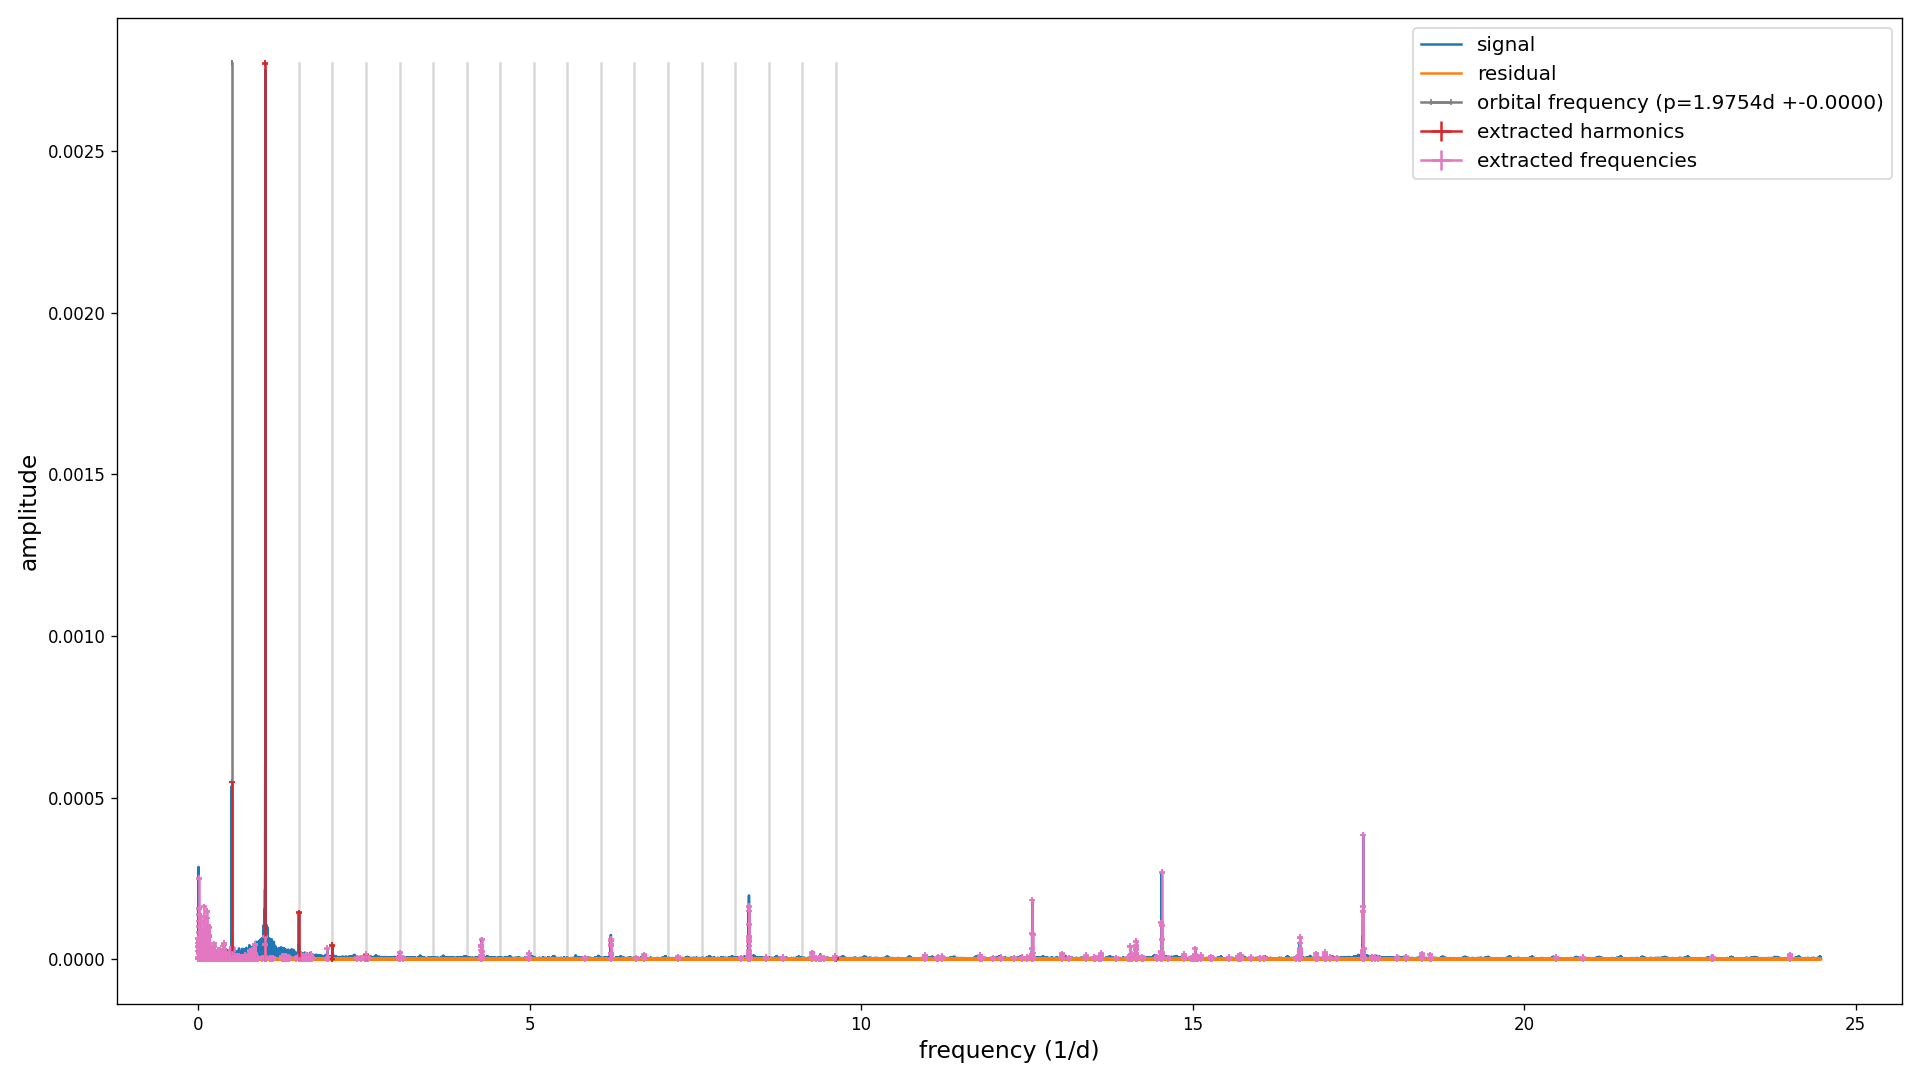 signal
residual
orbital frequency (p=1.9754d +-0.0000)
extracted harmonics
extracted frequencies
0.0025
0.0020
0.0015
0.0010
0.0005
0.0000
amplitude
0 5 10 15 20 25
frequency (1/d)